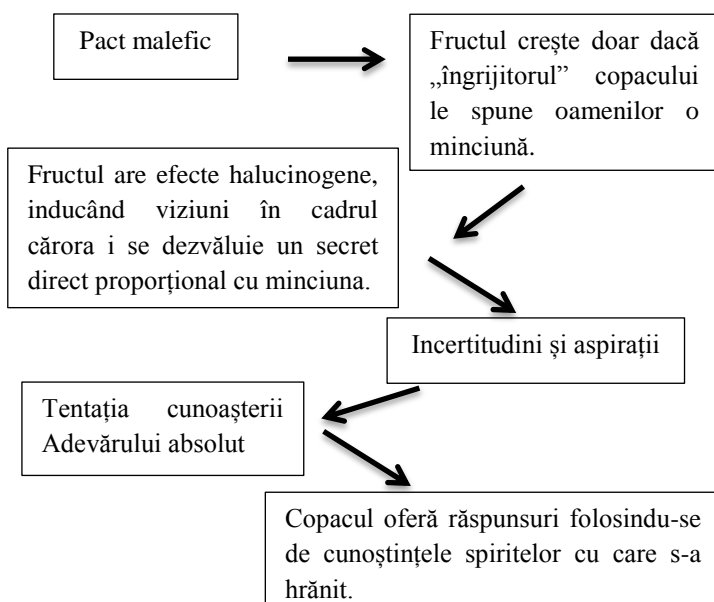 Pact malefic
Fructul crește doar dacă
„îngrijitorul” copacului
le spune oamenilor o
minciună.
Fructul are efecte halucinogene,
inducând viziuni în cadrul
cărora i se dezvăluie un secret
direct proporțional cu minciuna.
Incertitudini și aspirații
Tentația cunoașterii
Adevărului absolut
Copacul oferă răspunsuri folosindu-se
de cunoștințele spiritelor cu care s-a
hrănit.